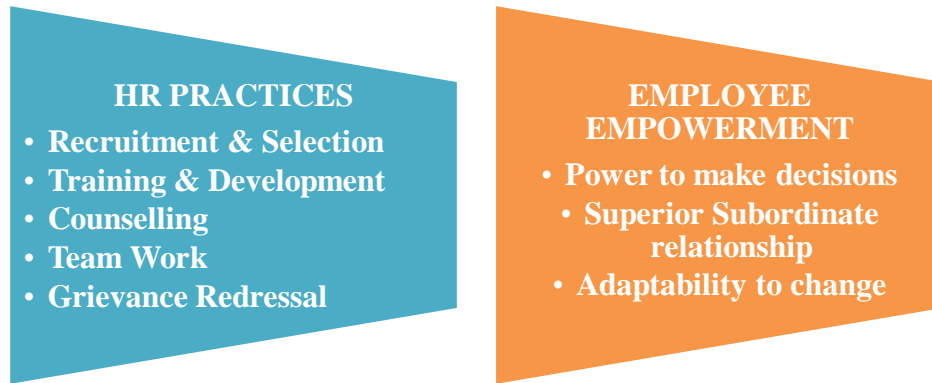 HR PRACTICES
• Recruitment & Selection
• Training & Development
• Counselling
• Team Work
• Grievance Redressal
EMPLOYEE
EMPOWERMENT
• Power to make decisions
• Superior Subordinate
relationship
• Adaptability to change